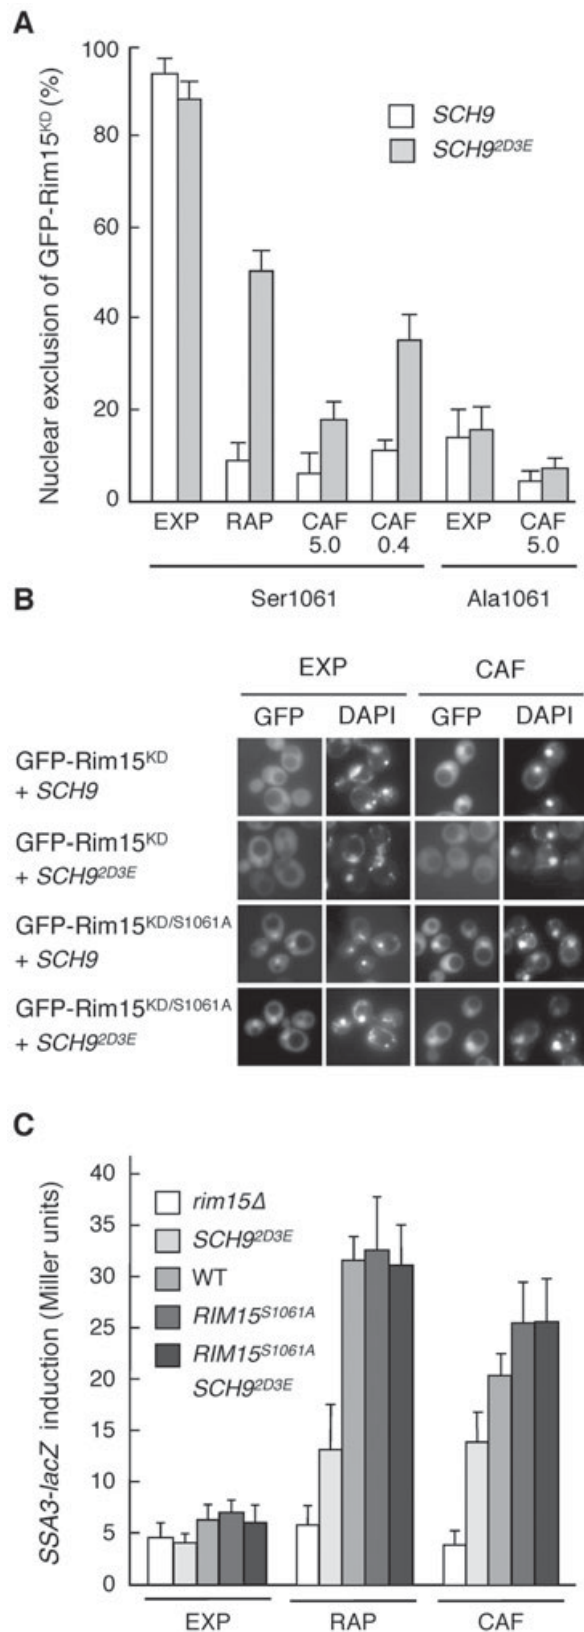 A
Nuclear exclusion of GFP-Rim15KD (%)
100
80
60
40
20
0
SCH9
SCH92D3E
EXP RAP CAF CAF EXP CAF
5.0 0.4 5.0
Ser1061 Ala1061
B
EXP CAF
GFP DAPI GFP DAPI
GFP-Rim15KD
+ SCH9
GFP-Rim15KD
+ SCH92D3E
GFP-Rim15KD/S1061A
+ SCH9
GFP-Rim15KD/S1061A
+ SCH92D3E
C
SSA3-lacZ induction (Miller units)
40
35
30
25
20
15
10
5
0
rim15Δ
SCH92D3E
WT
RIM15S1061A
RIM15S1061A
SCH92D3E
EXP RAP CAF